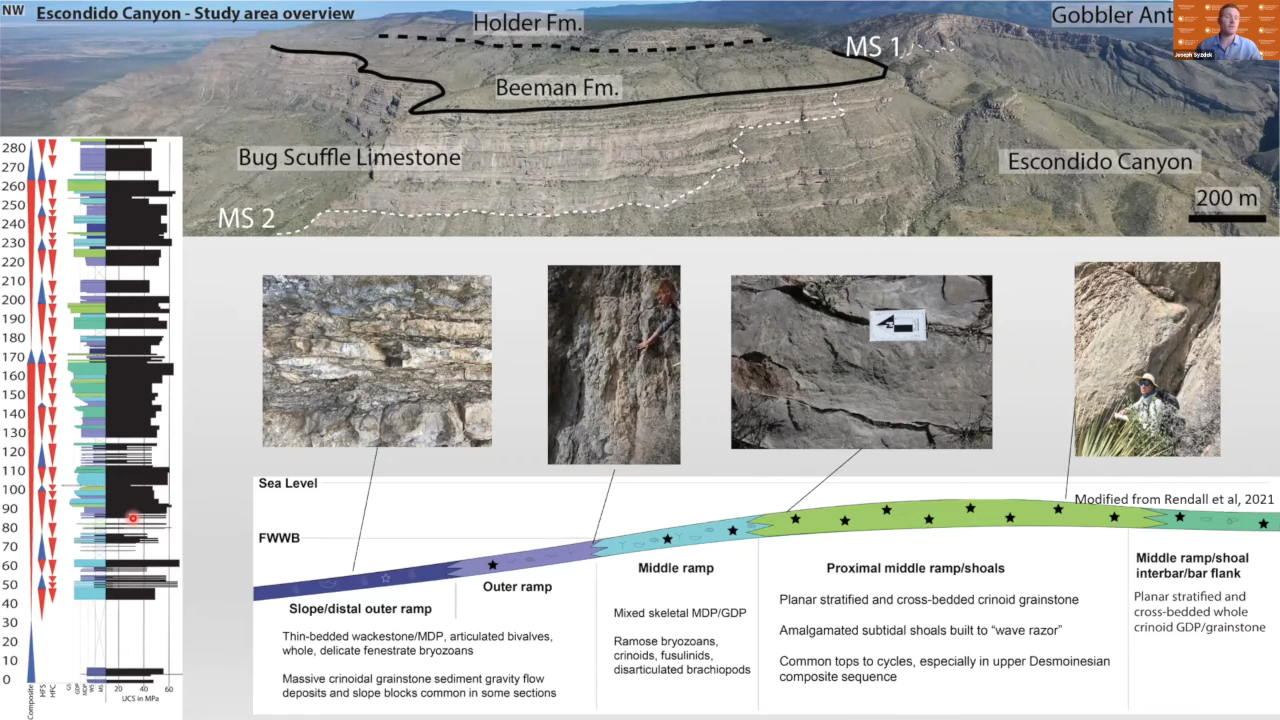 NW
Escondido Canyon - Study area overview
Holder Fm.
Gobbler Ant
MS 1
Joseph Syzdek
Beeman Fm.
Bug Scuffle Limestone
Escondido Canyon
200 m
MS 2
280
270
260
250
240
230
220
210
200
190
180
170
160
150
140
130
120
110
100
90
80
70
60
50
40
30
20
10
0
Composite
HFS
HFC
GS
GDP
MDP
WS
MS
20 40 60
UCS in MPa
Sea Level
Modified from Rendall et al, 2021
FWWB
Slope/distal outer ramp
Thin-bedded wackestone/MDP, articulated bivalves,
whole, delicate fenestrate bryozoans
Massive crinoidal grainstone sediment gravity flow
deposits and slope blocks common in some sections
Outer ramp
Middle ramp
Mixed skeletal MDP/GDP
Ramose bryozoans,
crinoids, fusulinids,
disarticulated brachiopods
Proximal middle ramp/shoals
Planar stratified and cross-bedded crinoid grainstone
Amalgamated subtidal shoals built to “wave razor”
Common tops to cycles, especially in upper Desmoinesian
composite sequence
Middle ramp/shoal
interbar/bar flank
Planar stratified and
cross-bedded whole
crinoid GDP/grainstone